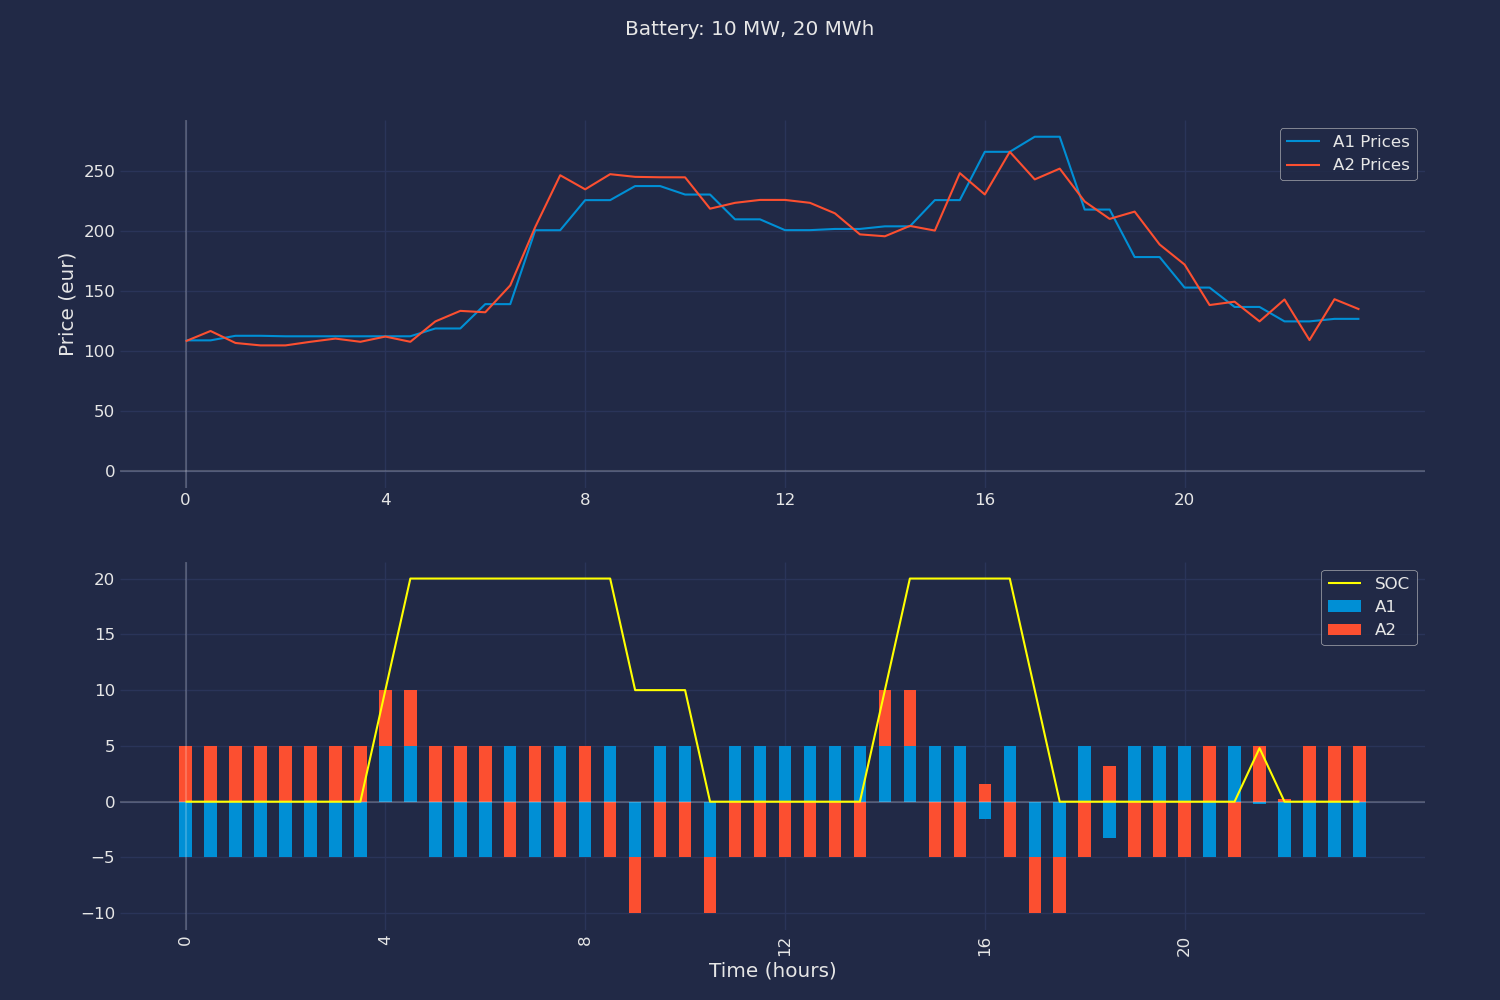 Battery: 10 MW, 20 MWh
A1 Prices
A2 Prices
Price (eur)
250
200
150
100
50
0
0 4 8 12 16 20
SOC
A1
A2
20
15
10
5
0
−5
−10
0 4 8 12 16 20
Time (hours)